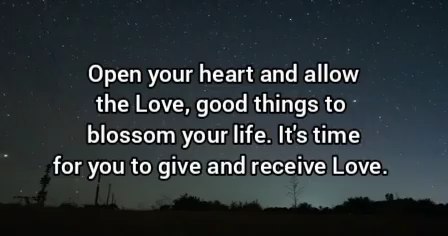 Open your heart and allow
the Love, good things to
blossom your life. It's time
for you to give and receive Love.